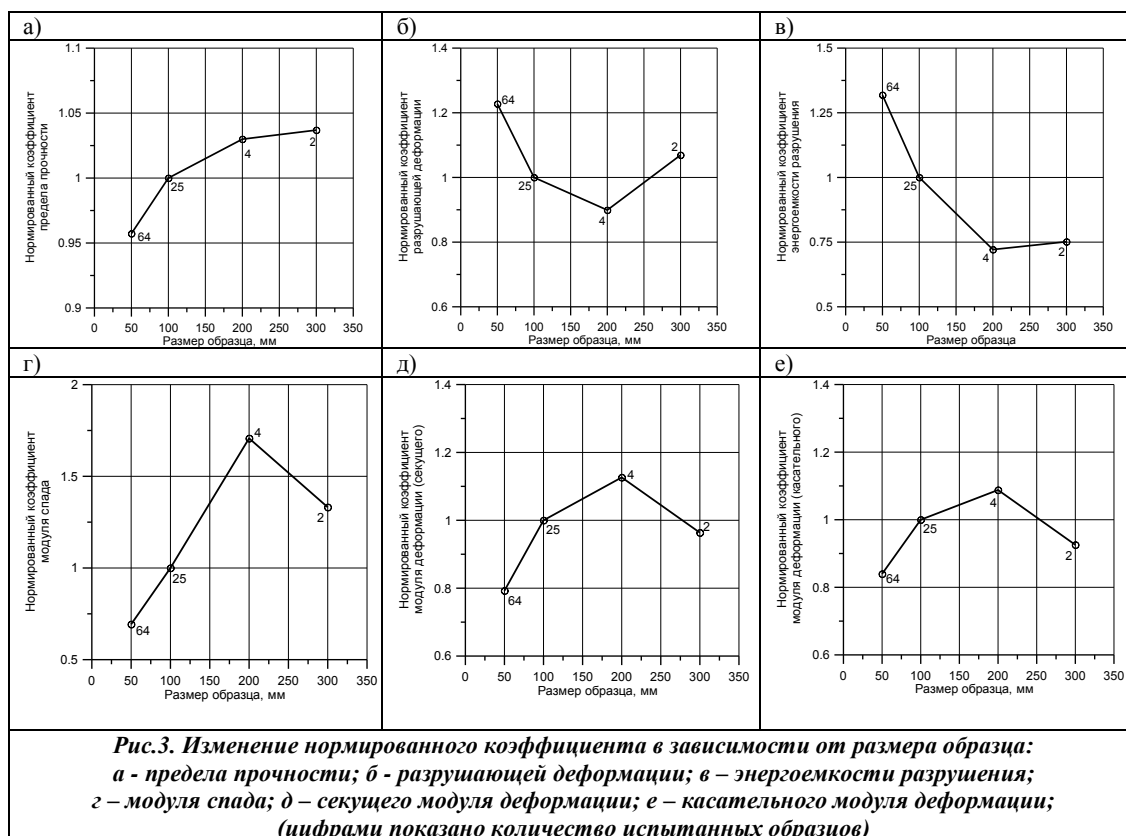 а)
Нормированный коэффициент
предела прочности
1.1
1.05
1
0.95
0.9
64
25
4
2
0 50 100 150 200 250 300 350
Размер образца, мм
б)
Нормированный коэффициент
разрушающей деформации
1.4
1.2
1
0.8
0.6
64
25
4
2
0 50 100 150 200 250 300 350
Размер образца, мм
в)
Нормированный коэффициент
энергоемкости разрушения
1.5
1.25
1
0.75
0.5
64
25
4
2
0 50 100 150 200 250 300 350
Размер образца
г)
Нормированный коэффициент
модуля спада
2
1.5
1
0.5
64
25
4
2
0 50 100 150 200 250 300 350
Размер образца, мм
д)
Нормированный коэффициент
модуля деформации (секущего)
1.4
1.2
1
0.8
0.6
64
25
4
2
0 50 100 150 200 250 300 350
Размер образца, мм
е)
Нормированный коэффициент
модуля деформации (касательного)
1.4
1.2
1
0.8
0.6
64
25
4
2
0 50 100 150 200 250 300 350
Размер образца, мм
Рис.3. Изменение нормированного коэффициента в зависимости от размера образца:
а - предела прочности; б - разрушающей деформации; в – энергоемкости разрушения;
г – модуля спада; д – секущего модуля деформации; е – касательного модуля деформации;
(цифрами показано количество испытанных образцов)